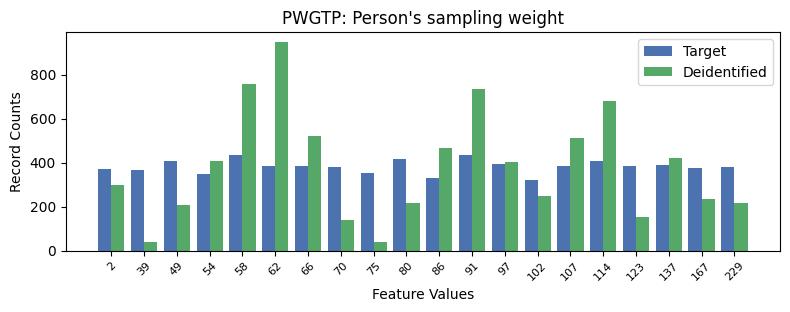 PWGTP: Person's sampling weight
Target
Deidentified
Record Counts
800
600
400
200
0
2 39 49 54 58 62 66 70 75 80 86 91 97 102 107 114 123 137 167 229
Feature Values